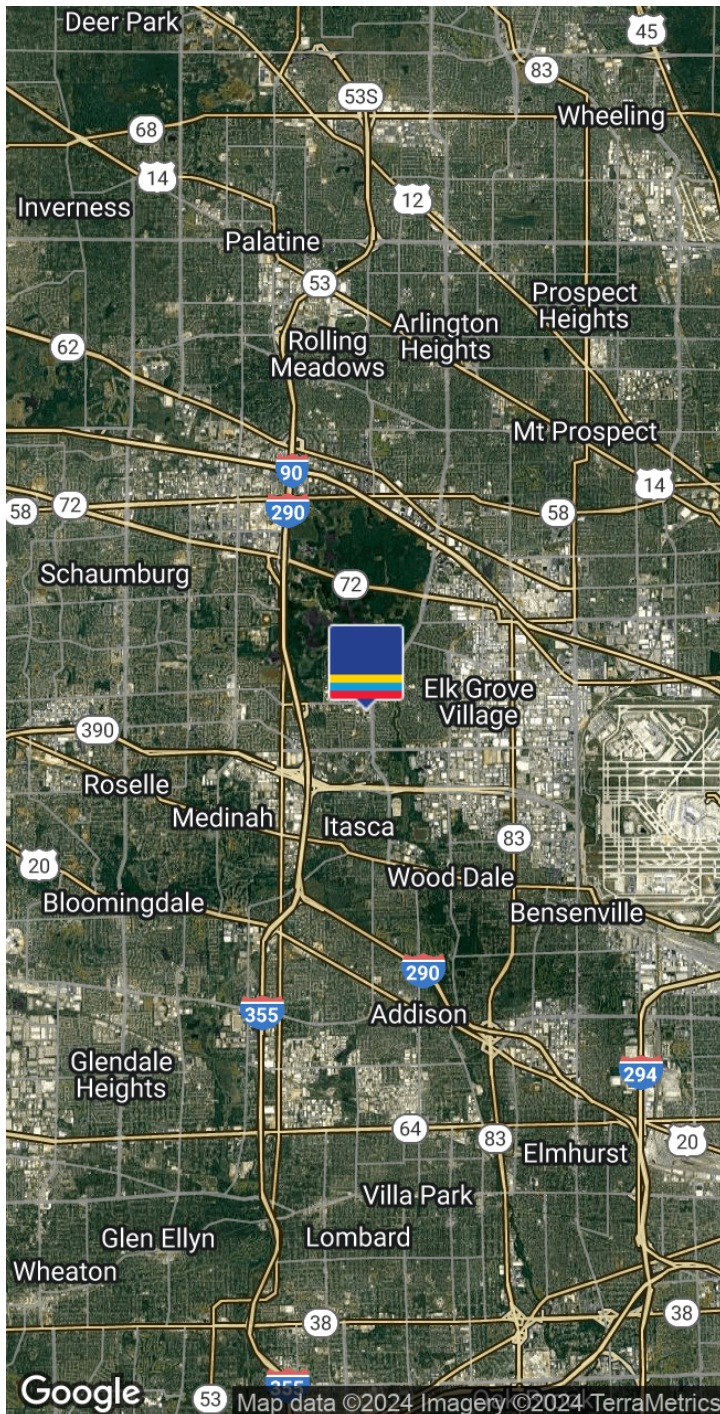 Deer Park
45
83
53S
Wheeling
68
14
12
Inverness
Palatine
53
Prospect
Heights
Arlington
Heights
62
Rolling
Meadows
Mt Prospect
90
14
72
58
290
58
Schaumburg
72
Elk Grove
Village
390
Roselle
Medinah
Itasca
83
20
Wood Dale
Bloomingdale
Bensenville
290
355
Addison
Glendale
Heights
294
64
83
20
Elmhurst
Villa Park
Glen Ellyn
Lombard
Wheaton
38
38
355
53
Google
Map data ©2024 Imagery ©2024 TerraMetrics